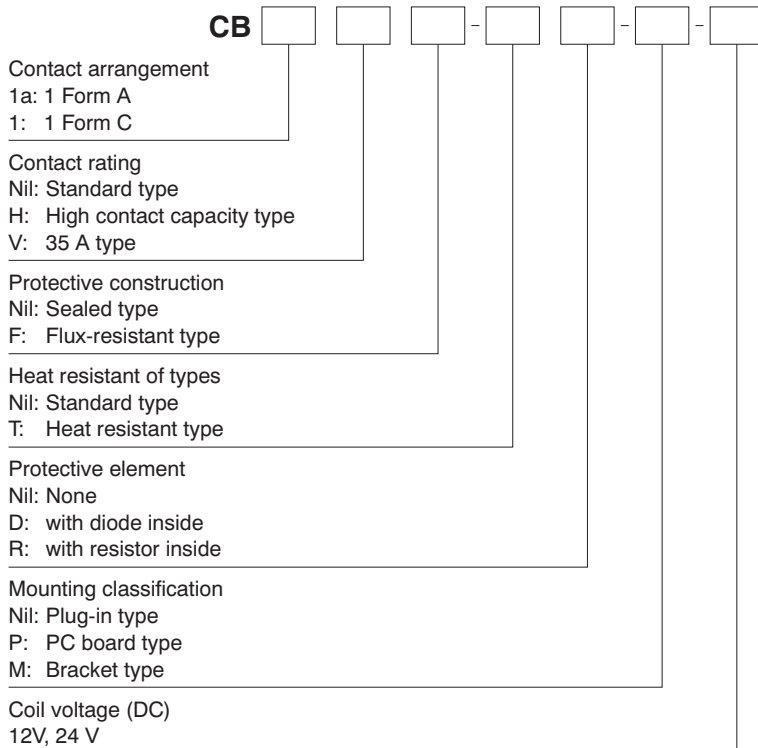 CB - - -
Contact arrangement
1a: 1 Form A
1: 1 Form C
Contact rating
Nil: Standard type
H: High contact capacity type
V: 35 A type
Protective construction
Nil: Sealed type
F: Flux-resistant type
Heat resistant of types
Nil: Standard type
T: Heat resistant type
Protective element
Nil: None
D: with diode inside
R: with resistor inside
Mounting classification
Nil: Plug-in type
P: PC board type
M: Bracket type
Coil voltage (DC)
12V, 24 V